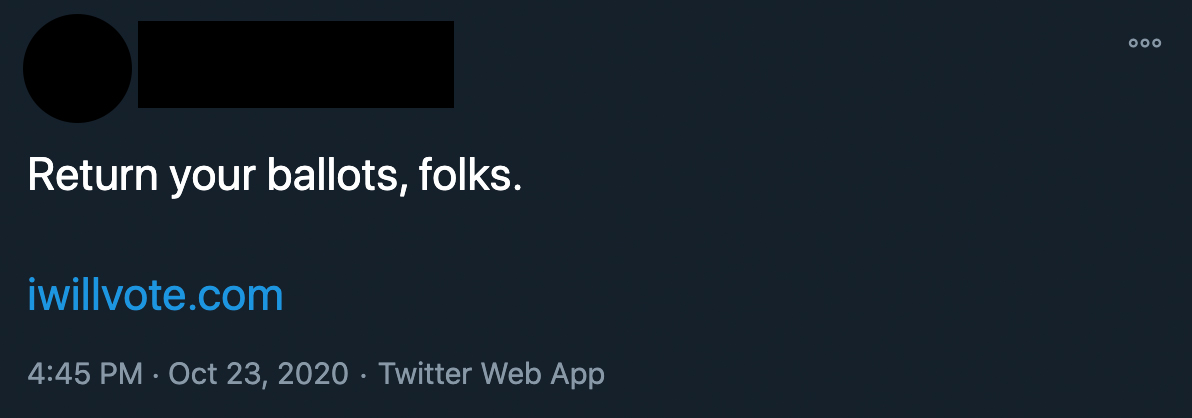 Return your ballots, folks.
iwillvote.com
4:45 PM · Oct 23, 2020 · Twitter Web App